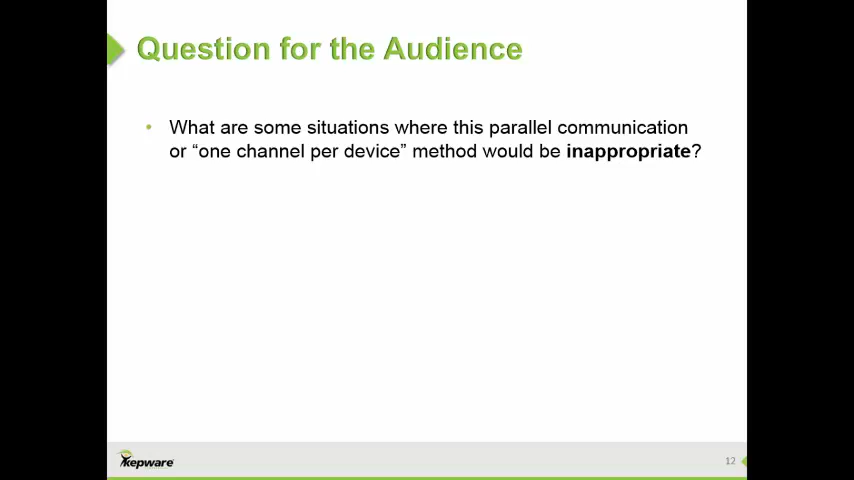 Question for the Audience
• What are some situations where this parallel communication
or “one channel per device” method would be inappropriate?
kepware
12